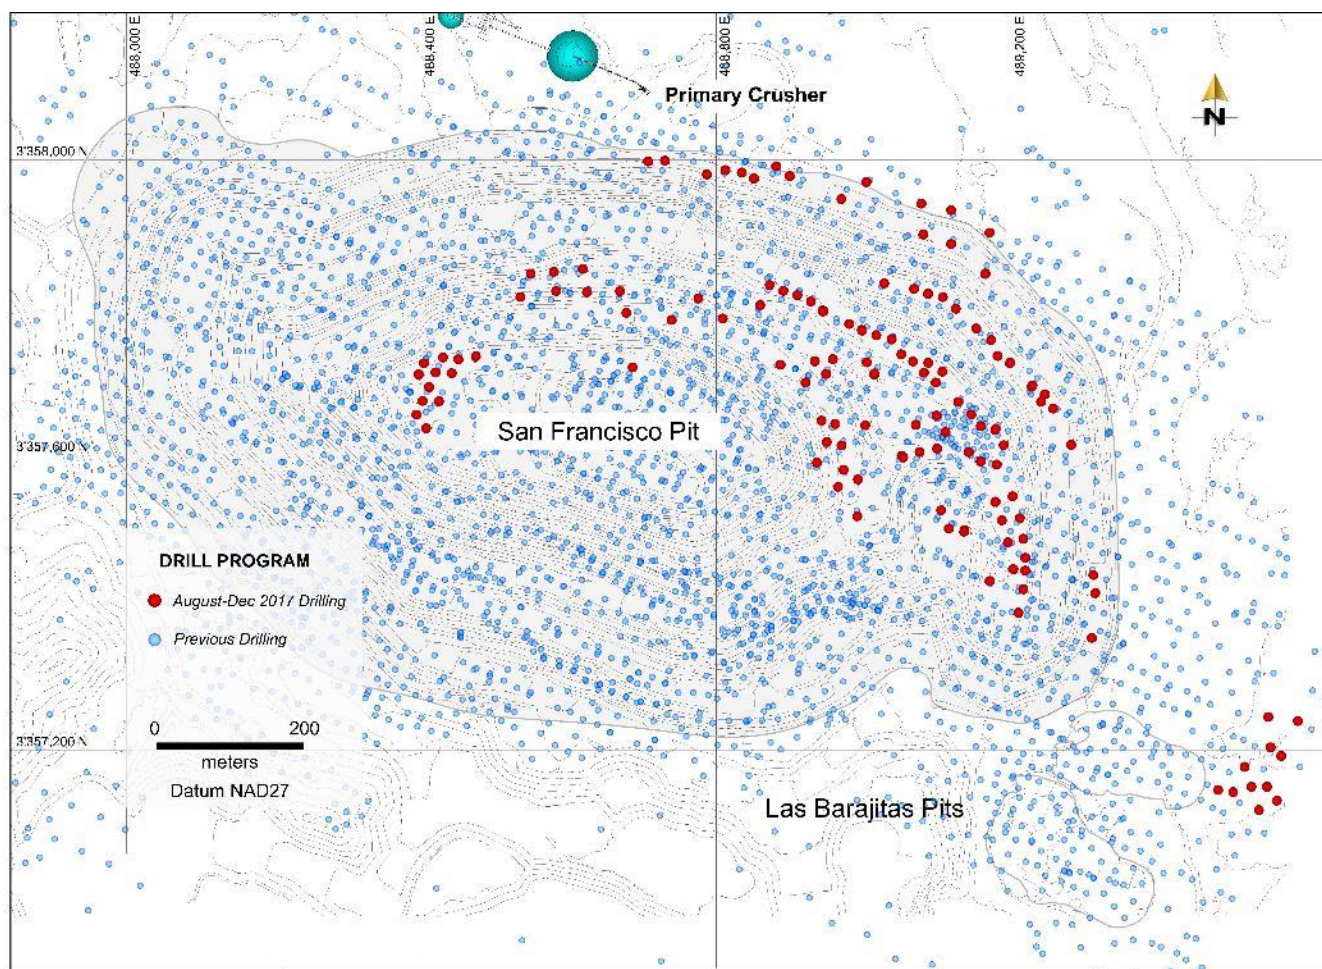 488,000 E
488,400 E
488,800 E
489,200 E
Primary Crusher
N
3'358,000 N
San Francisco Pit
3'357,600 N
DRILL PROGRAM
August-Dec 2017 Drilling
Previous Drilling
0 200
meters
Datum NAD27
3'357,200 N
Las Barajitas Pits